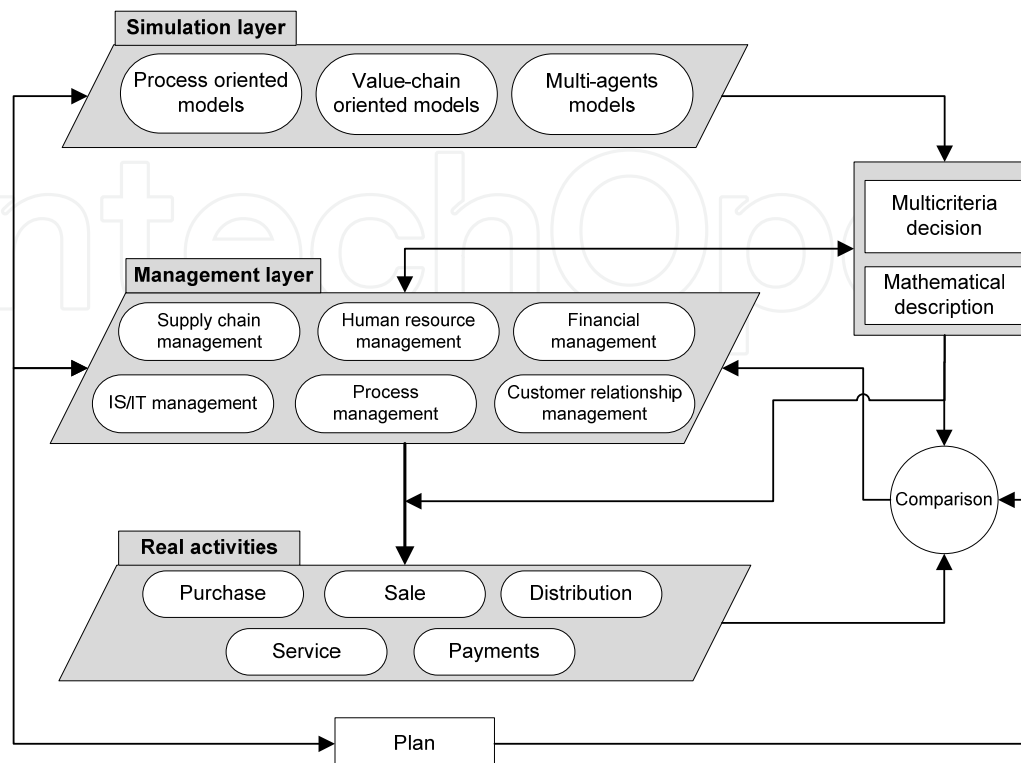 Simulation layer
Process oriented
models
Value-chain
oriented models
Multi-agents
models
Multicriteria
decision
Mathematical
description
Management layer
Supply chain
management
Human resource
management
Financial
management
IS/IT management
Process
management
Customer relationship
management
Comparison
Real activities
Purchase
Sale
Distribution
Service
Payments
Plan
ntechOpe